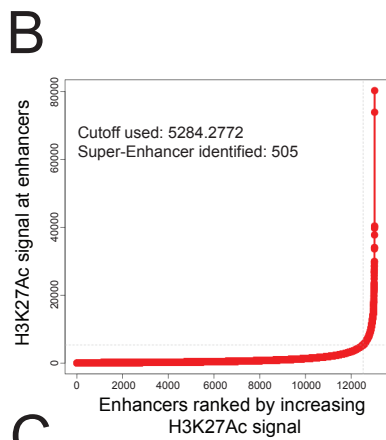 B
H3K27Ac signal at enhancers
80000
60000
40000
20000
0
Cutoff used: 5284.2772
Super-Enhancer identified: 505
0 2000 4000 6000 8000 10000 12000
Enhancers ranked by increasing
H3K27Ac signal
C